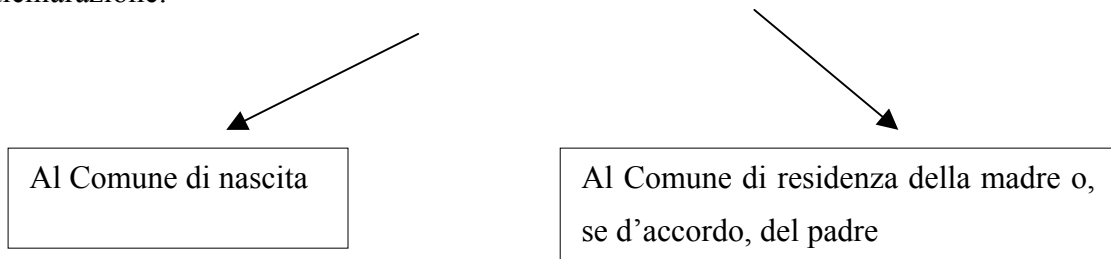 Al Comune di nascita
Al Comune di residenza della madre o,
se d’accordo, del padre